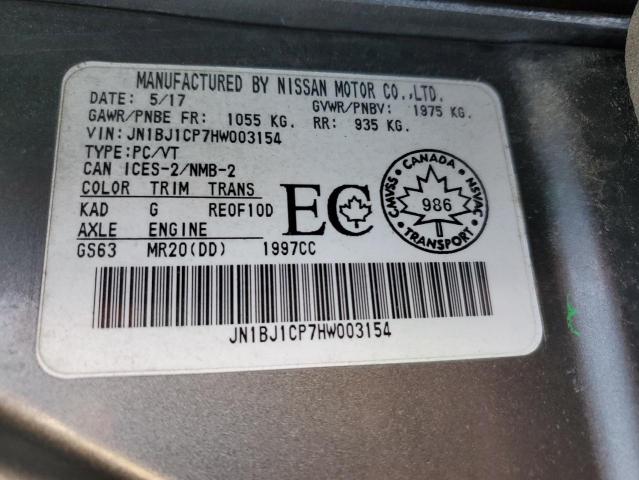 MANUFACTURED BY NISSAN MOTOR CO.,LTD.
DATE: 5/17 GVWR/PNBV: 1975 KG.
GAWR/PNBE FR: 1055 KG. RR: 935 KG.
VIN: JN1BJ1CP7HW003154
TYPE:PC/VT
CAN ICES-2/NMB-2
COLOR TRIM TRANS
KAD G RE0F10D
AXLE ENGINE
GS63 MR20(DD) 1997CC
EC
CANADA
CMVSS 986 NSVAC
TRANSPORT
JN1BJ1CP7HW003154